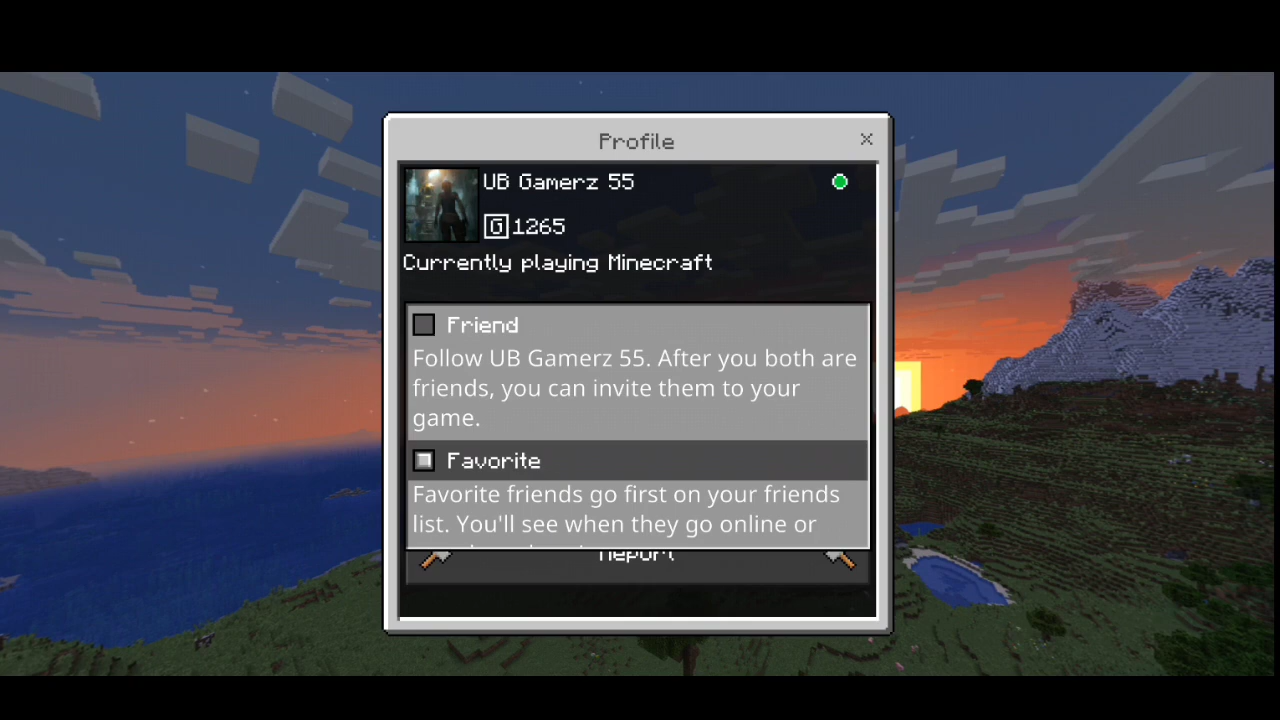 Profile
UB Gamerz 55
G 1265
Currently playing Minecraft
Friend
Follow UB Gamerz 55. After you both are
friends, you can invite them to your
game.
Favorite
Favorite friends go first on your friends
list. You'll see when they go online or
Report